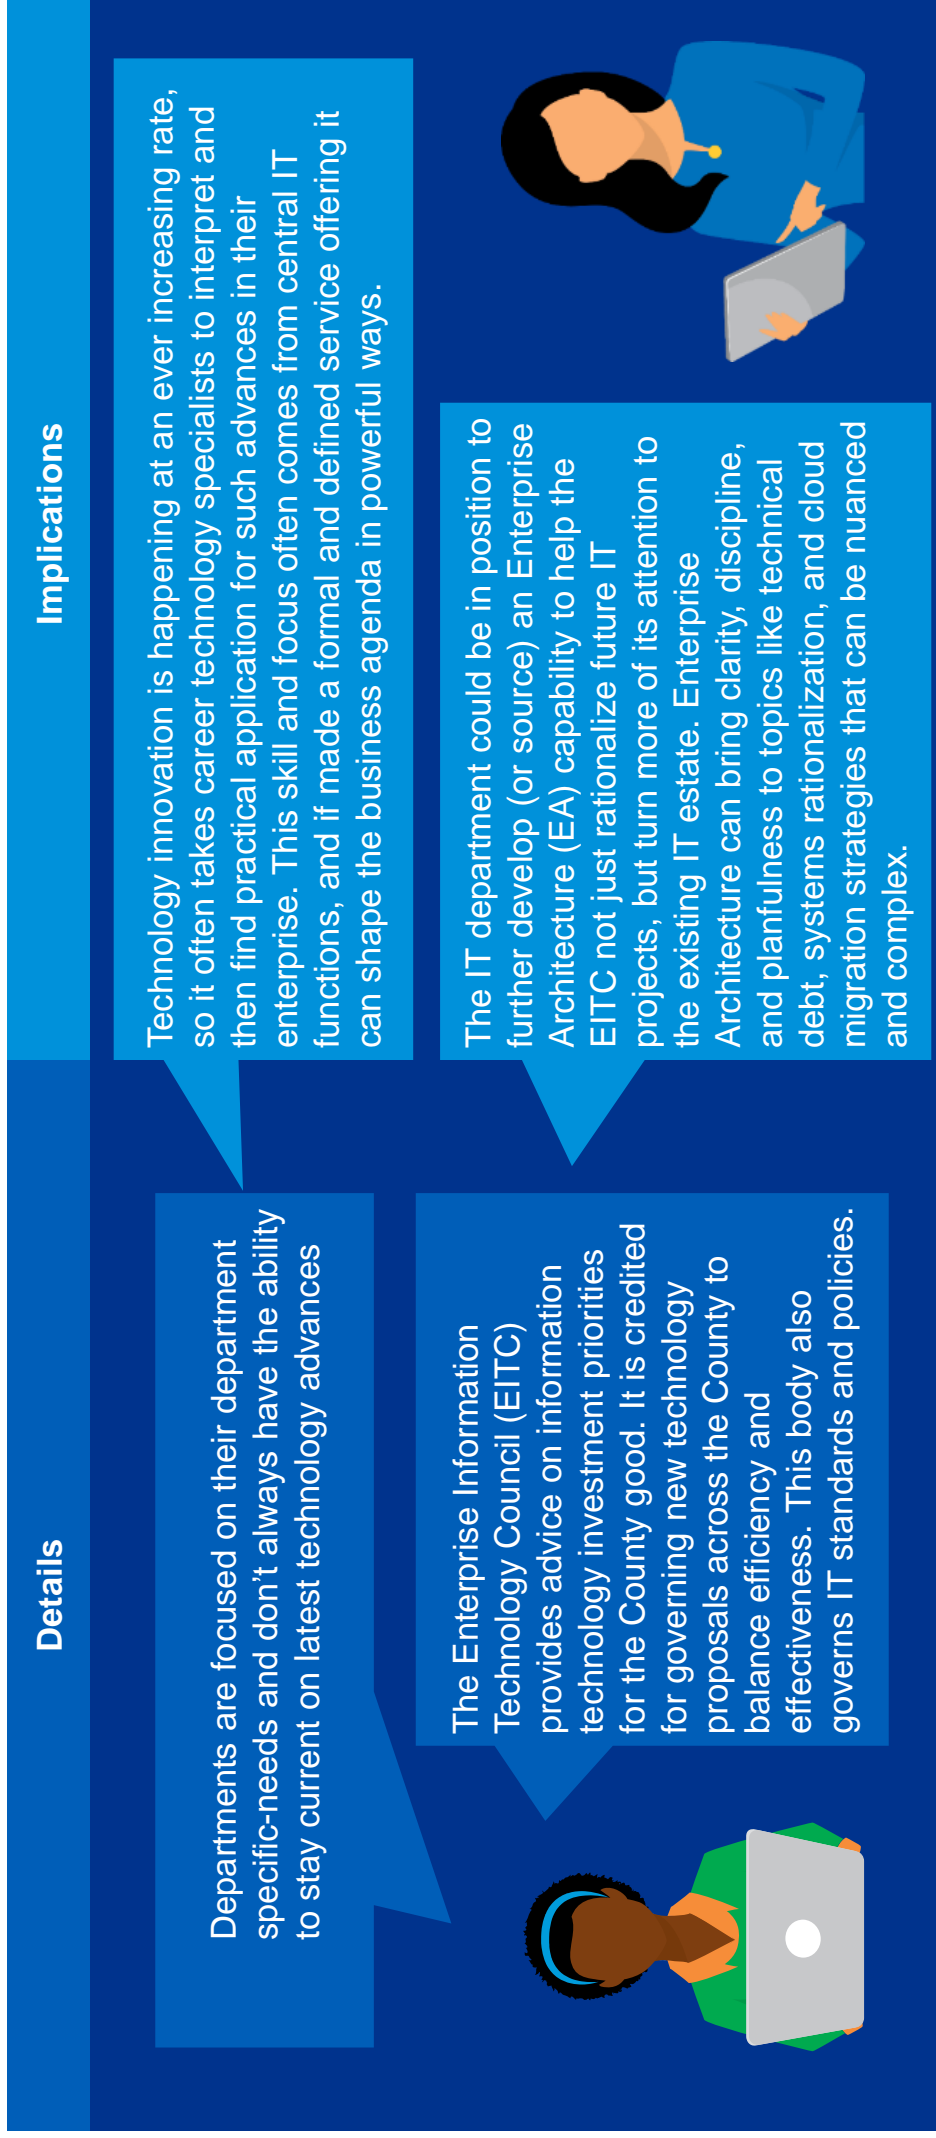 Details
Implications
Departments are focused on their department
specific-needs and don't always have the ability
to stay current on latest technology advances
Technology innovation is happening at an ever increasing rate,
so it often takes career technology specialists to interpret and
then find practical application for such advances in their
enterprise. This skill and focus often comes from central IT
functions, and if made a formal and defined service offering it
can shape the business agenda in powerful ways.
The Enterprise Information
Technology Council (EITC)
provides advice on information
technology investment priorities
for the County good. It is credited
for governing new technology
proposals across the County to
balance efficiency and
effectiveness. This body also
governs IT standards and policies.
The IT department could be in position to
further develop (or source) an Enterprise
Architecture (EA) capability to help the
EITC not just rationalize future IT
projects, but turn more of its attention to
the existing IT estate. Enterprise
Architecture can bring clarity, discipline,
and planfulness to topics like technical
debt, systems rationalization, and cloud
migration strategies that can be nuanced
and complex.